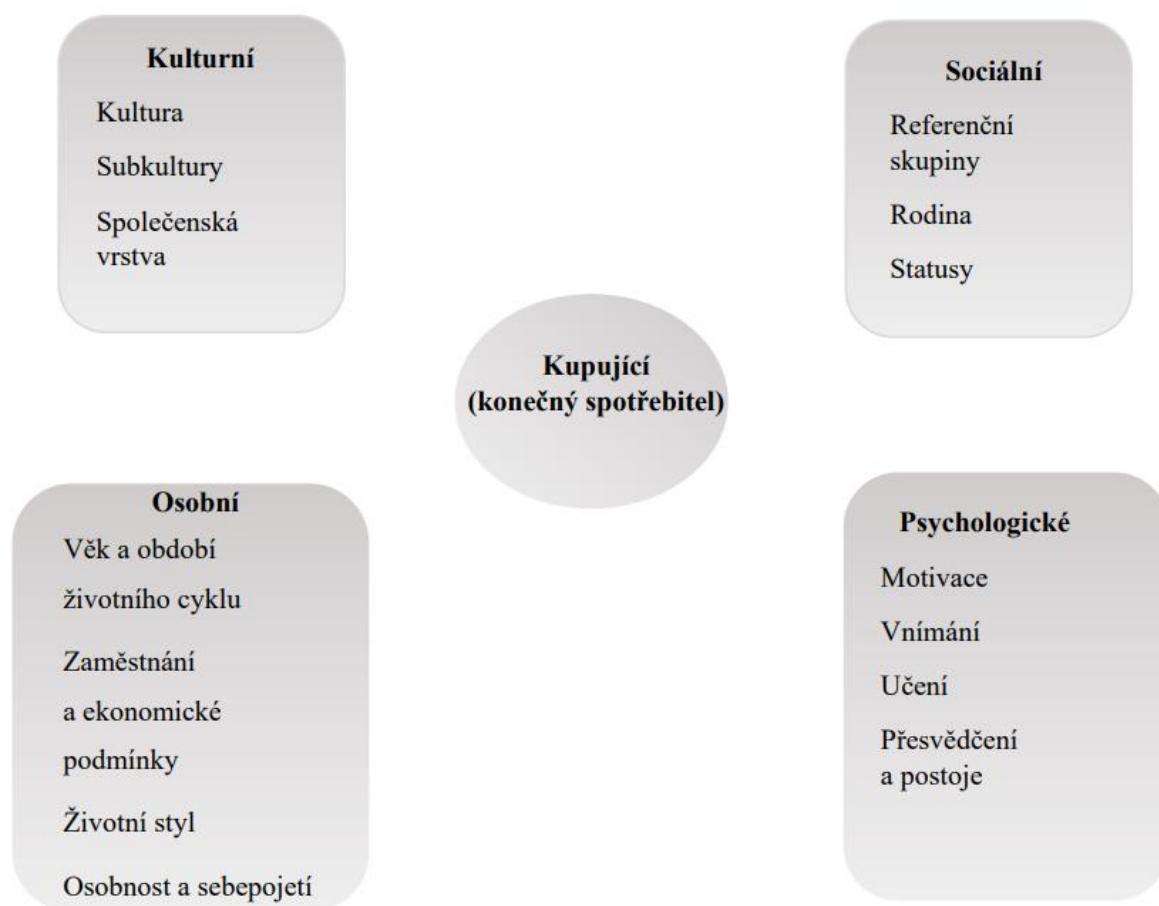 Kulturní
Kultura
Subkultury
Společenská
vrstva
Sociální
Referenční
skupiny
Rodina
Statusy
Kupující
(konečný spotřebitel)
Osobní
Věk a období
životního cyklu
Zaměstnání
a ekonomické
podmínky
Životní styl
Osobnost a sebepojetí
Psychologické
Motivace
Vnímání
Učení
Přesvědčení
a postoje